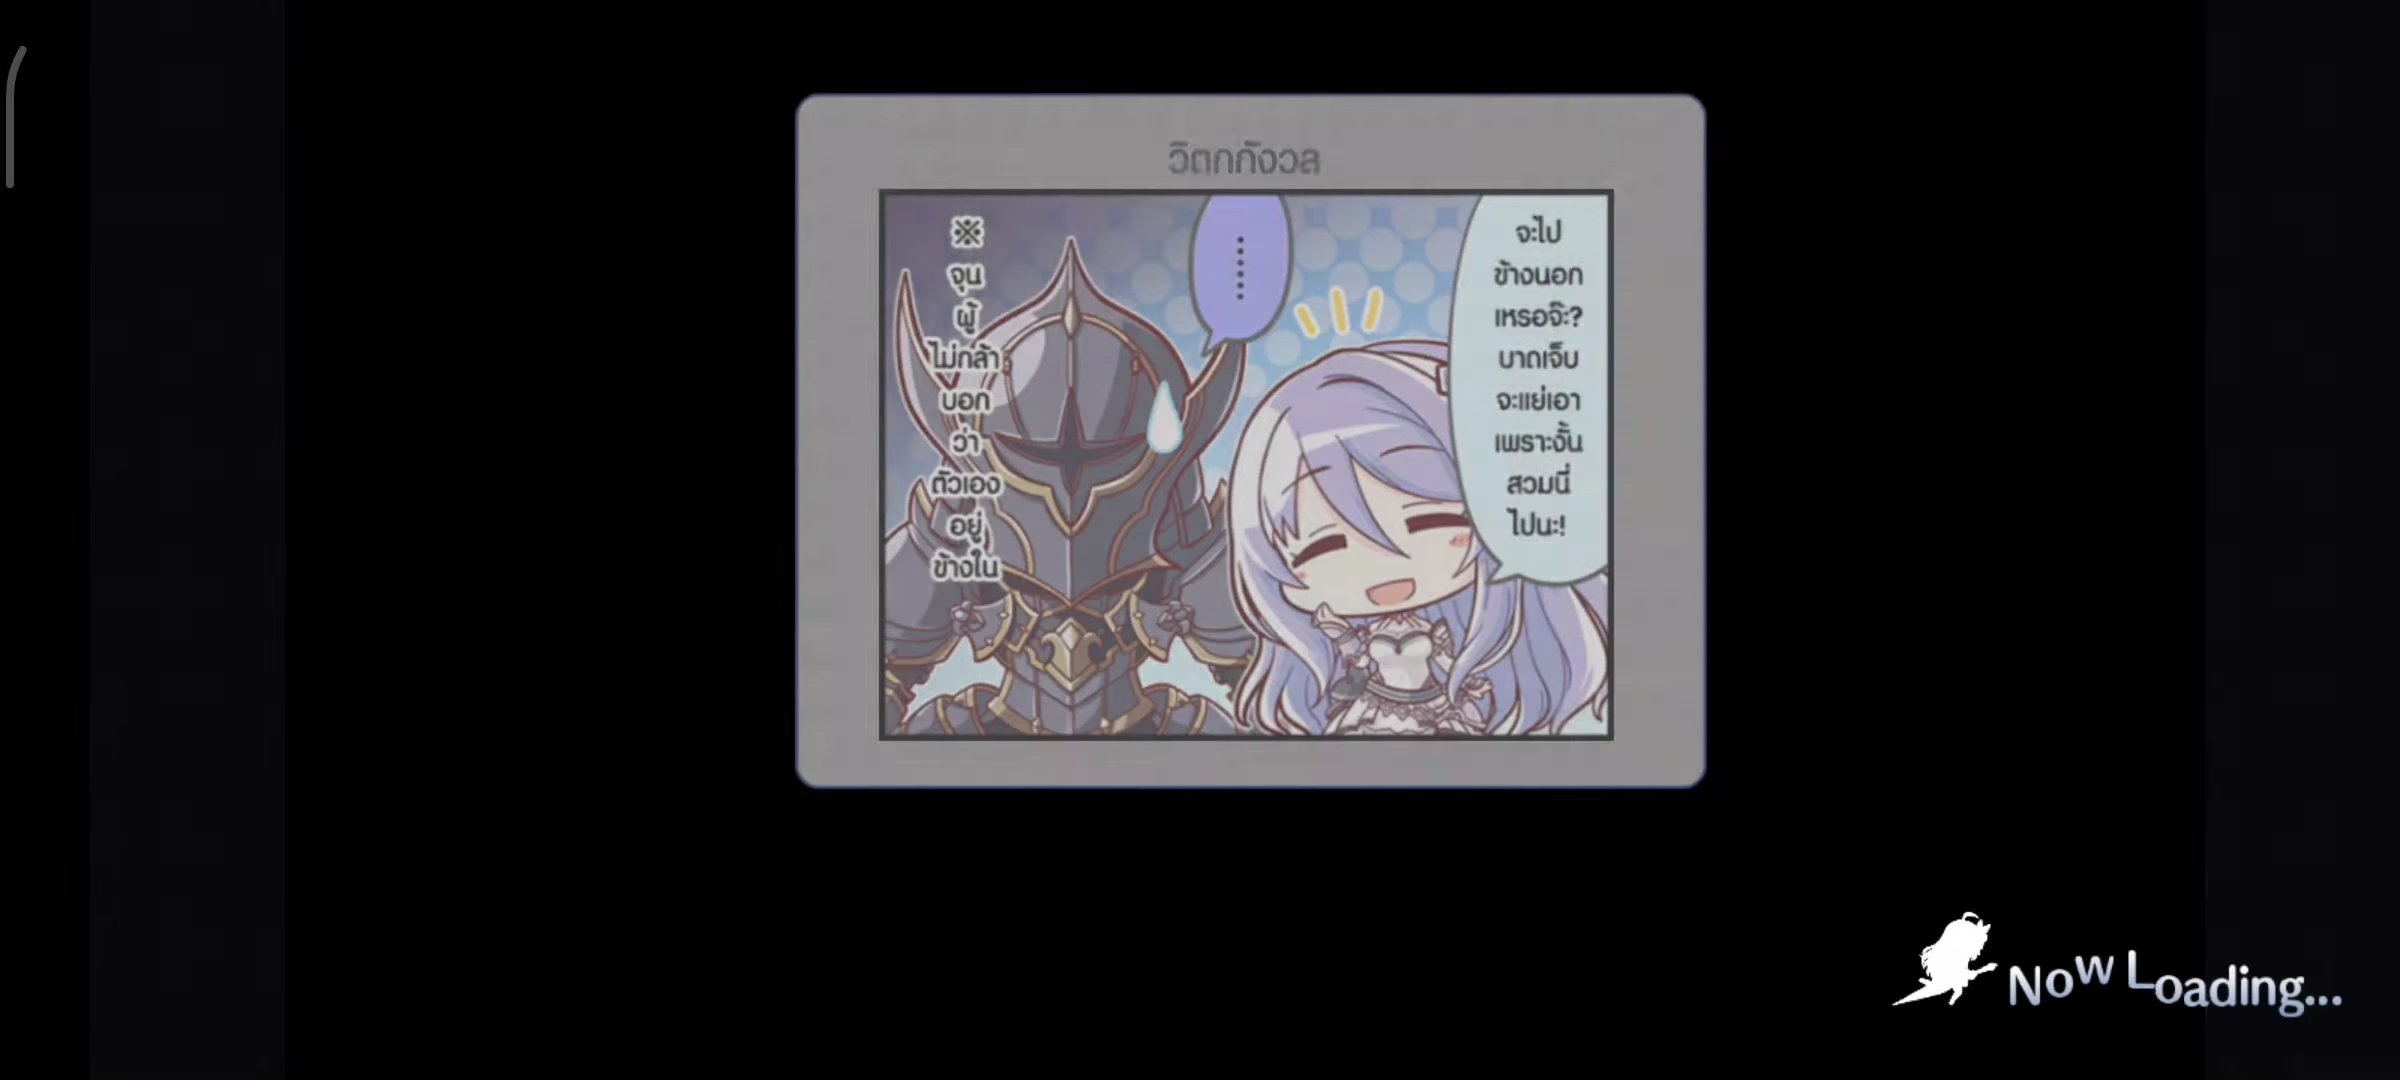 วิตกกังวล
จะไป
ข้างนอก
เหรอจ๊ะ?
บาดเจ็บ
จะแย่เอา
เพราะงั้น
สวมนี่
ไปนะ!
.......
※
จุน
ผู้
ไม่กล้า
บอก
ว่า
ตัวเอง
อยู่
ข้างใน
Now Loading...